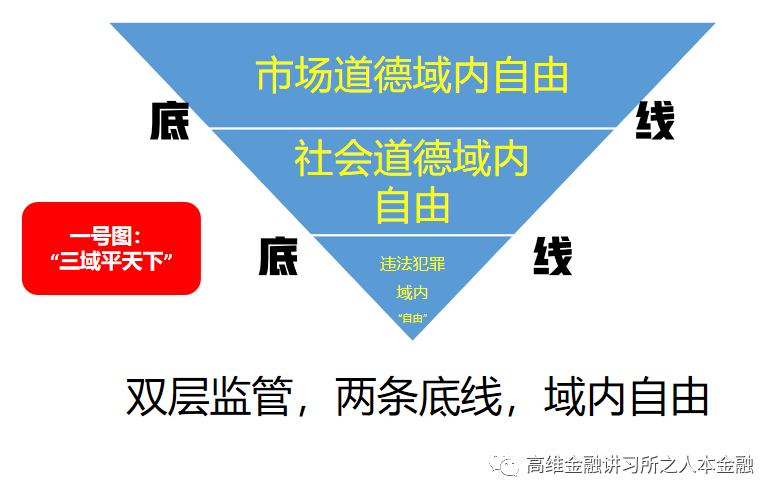 市场道德域内自由
底 线
社会道德域内
自由
一号图：
“三域平天下”
底 线
违法犯罪
域内
“自由”
双层监管，两条底线，域内自由
高维金融讲习所之人本金融